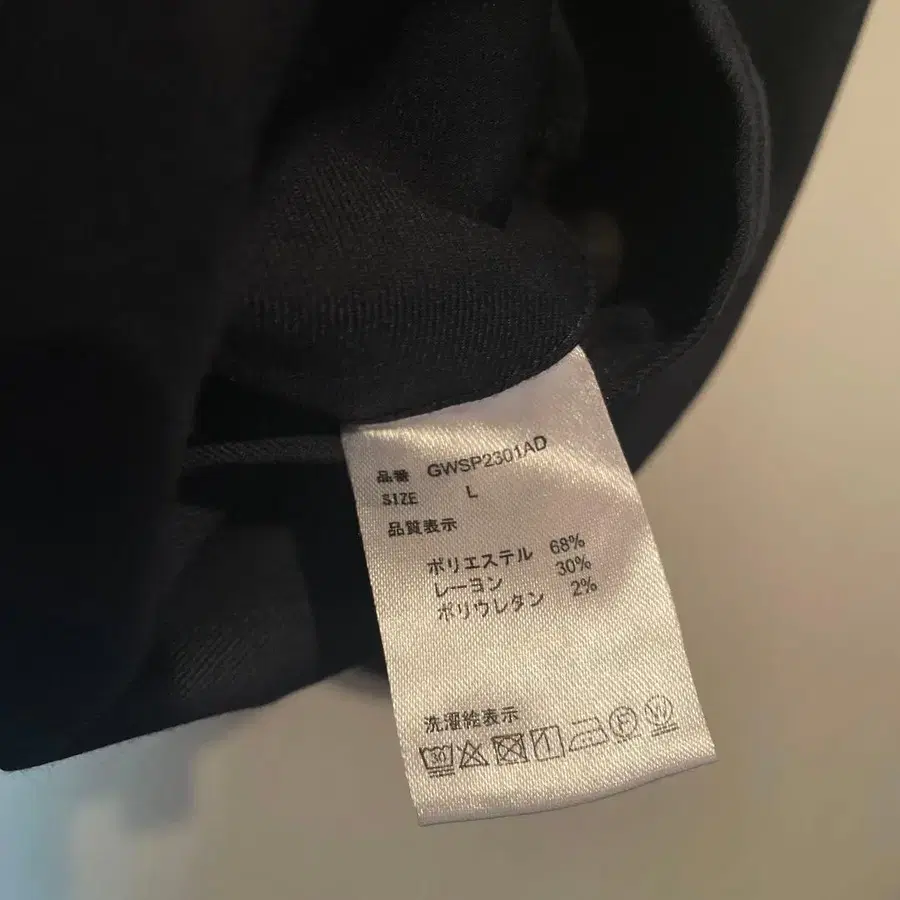 品番 GWSP2301AD
SIZE L
品質表示
ポリエステル 68%
レーヨン 30%
ポリウレタン 2%
洗濯絵表示
30 F W